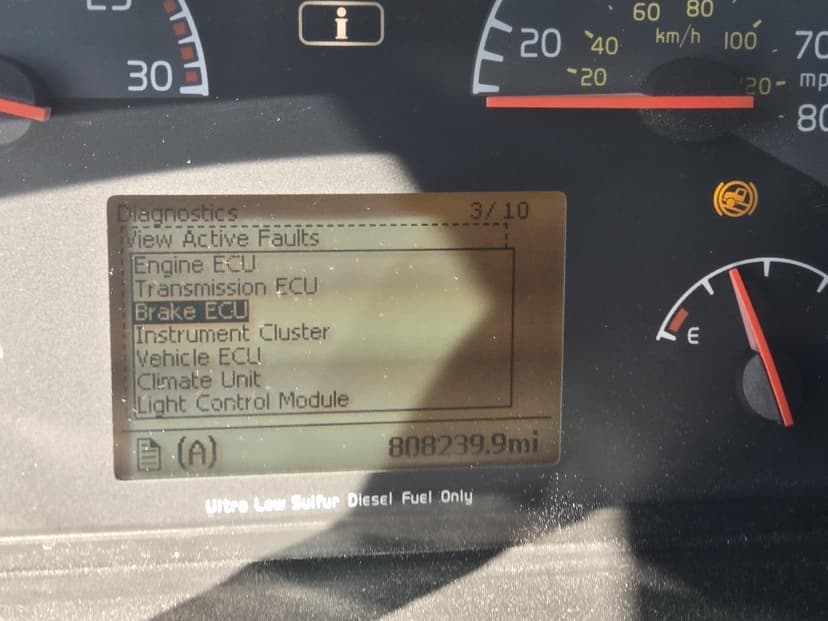 25
30
i
20
20
40
60
80
100
120
km/h
70
80
Diagnostics 3/10
View Active Faults
Engine ECU
Transmission ECU
Brake ECU
Instrument Cluster
Vehicle ECU
Climate Unit
Light Control Module
(A) 808239.9mi
E
Ultra Low Sulfur Diesel Fuel Only